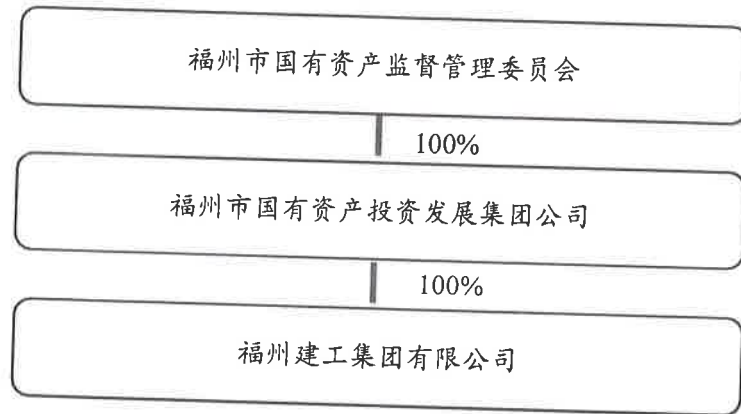 福州市国有资产监督管理委员会
100%
福州市国有资产投资发展集团公司
100%
福州建工集团有限公司